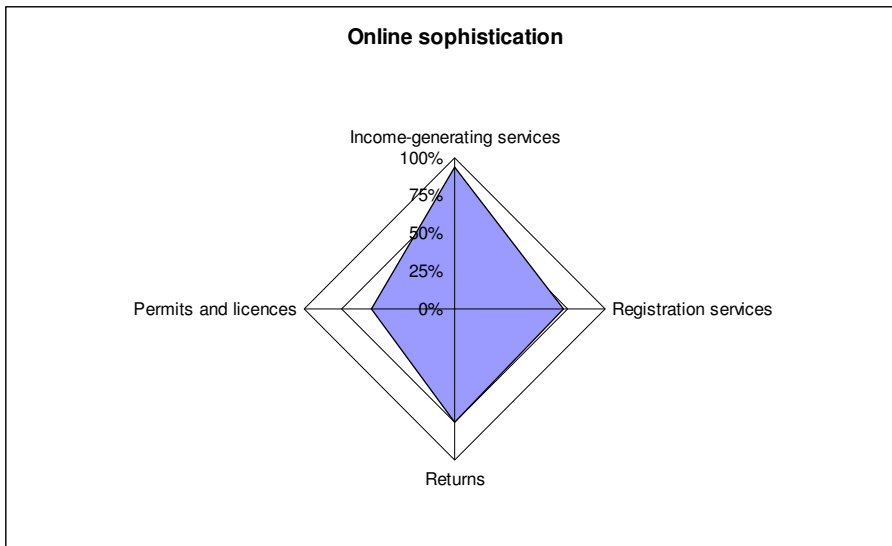 Online sophistication
Income-generating services
100%
75%
50%
25%
0%
Permits and licences
Registration services
Returns